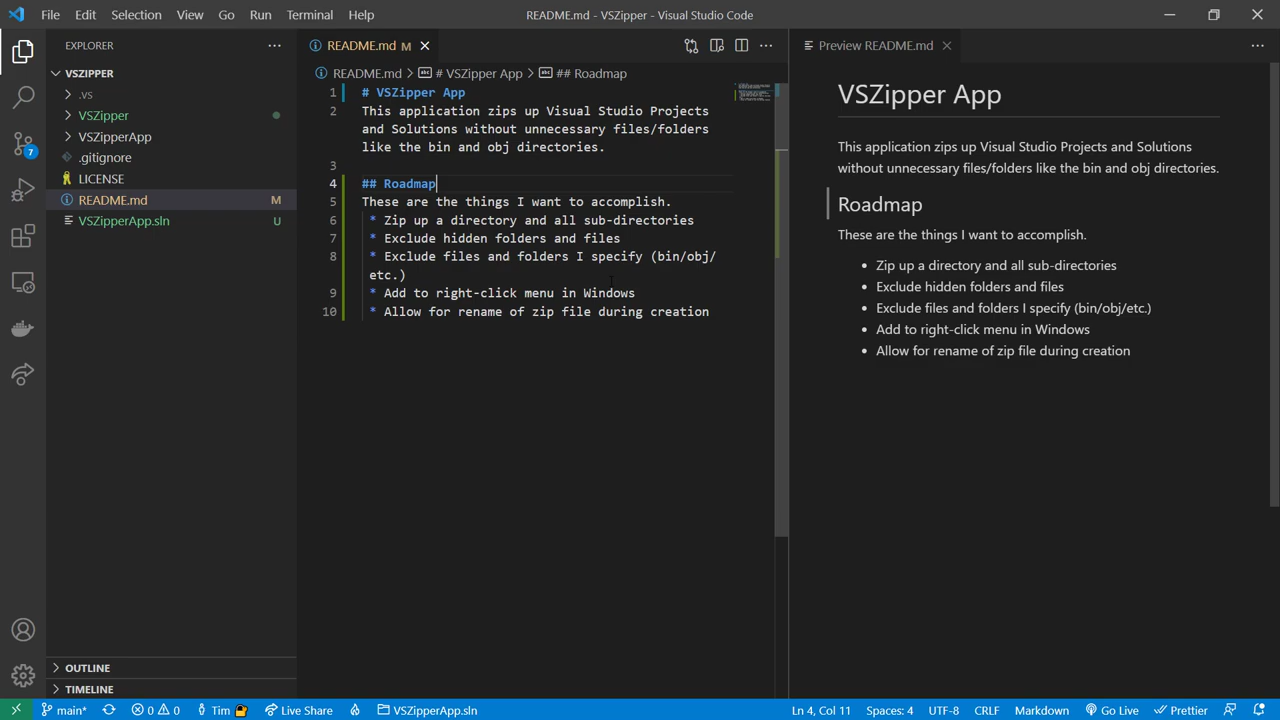 File Edit Selection View Go Run Terminal Help
README.md - VSZipper - Visual Studio Code
EXPLORER
VSZIPPER
.vs
VSZipper
VSZipperApp
.gitignore
LICENSE
README.md M
VSZipperApp.sln U
OUTLINE
TIMELINE
7
README.md M
README.md > # VSZipper App > ## Roadmap
1 # VSZipper App
2 This application zips up Visual Studio Projects
and Solutions without unnecessary files/folders
like the bin and obj directories.
3
4 ## Roadmap
5 These are the things I want to accomplish.
6 * Zip up a directory and all sub-directories
7 * Exclude hidden folders and files
8 * Exclude files and folders I specify (bin/obj/
etc.)
9 * Add to right-click menu in Windows
10 * Allow for rename of zip file during creation
Preview README.md
VSZipper App
This application zips up Visual Studio Projects and Solutions
without unnecessary files/folders like the bin and obj directories.
Roadmap
These are the things I want to accomplish.
• Zip up a directory and all sub-directories
• Exclude hidden folders and files
• Exclude files and folders I specify (bin/obj/etc.)
• Add to right-click menu in Windows
• Allow for rename of zip file during creation
main* 0 0 Tim Live Share VSZipperApp.sln Ln 4, Col 11 Spaces: 4 UTF-8 CRLF Markdown Go Live Prettier